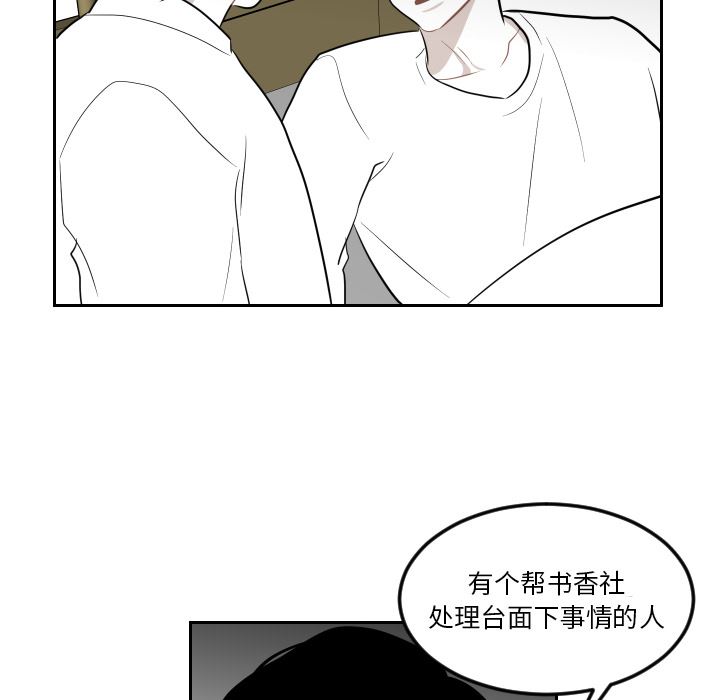 有个帮书香社
处理台面下事情的人